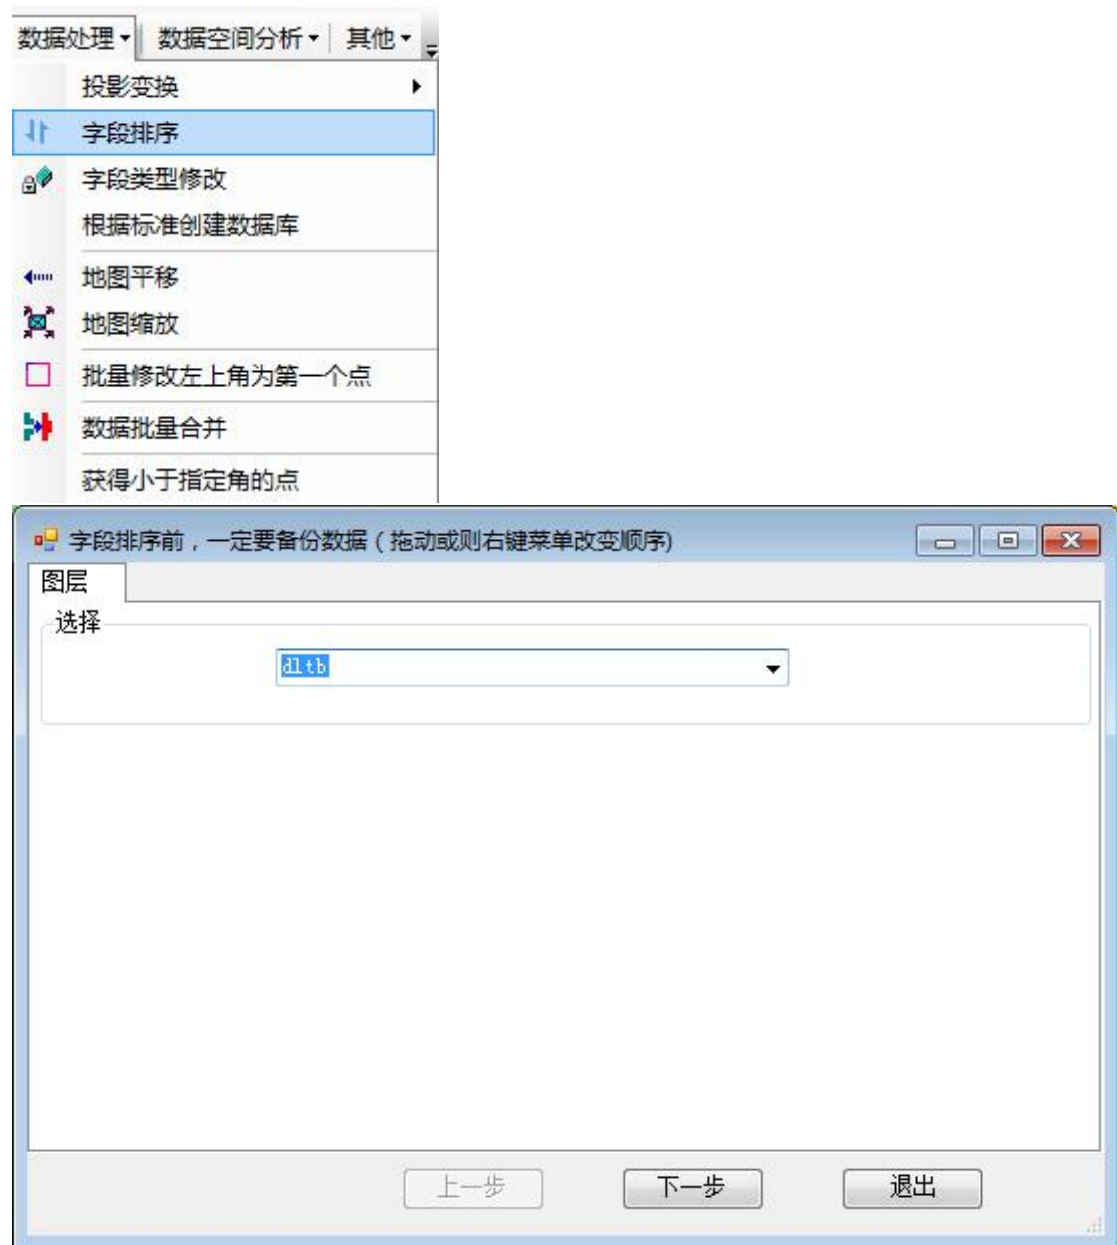 数据处理 数据空间分析 其他
投影变换
字段排序
字段类型修改
根据标准创建数据库
地图平移
地图缩放
批量修改左上角为第一个点
数据批量合并
获得小于指定角的点
字段排序前，一定要备份数据（拖动或则右键菜单改变顺序)
图层
选择
dltb
上一步 下一步 退出